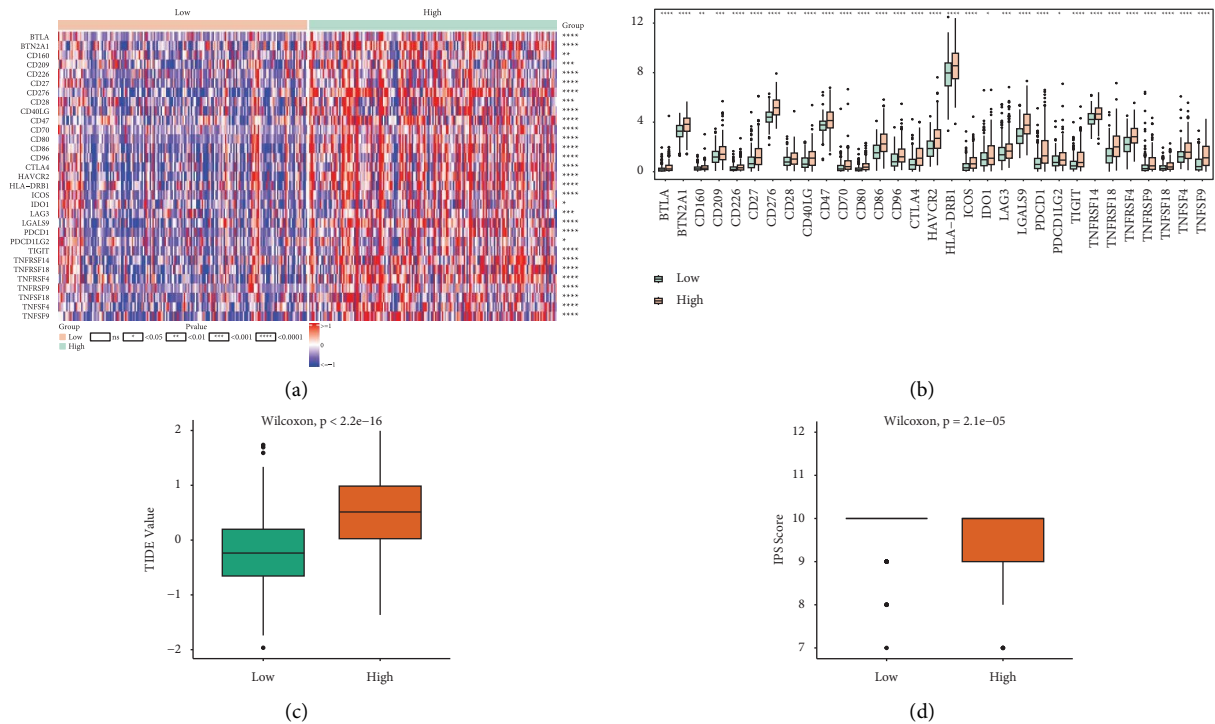 Low High
Group
BTLA ****
BTN2A1 ****
CD160 **
CD209 ***
CD226 ****
CD27 ****
CD276 ****
CD28 ***
CD40LG ****
CD47 ****
CD70 ****
CD80 ****
CD86 ****
CD96 ****
CTLA4 ****
HAVCR2 ****
HLA−DRB1 ****
ICOS ****
IDO1 *
LAG3 ***
LGALS9 ****
PDCD1 ****
PDCD1LG2 *
TIGIT ****
TNFRSF14 ****
TNFRSF18 ****
TNFRSF4 ****
TNFRSF9 ****
TNFSF18 ****
TNFSF4 ****
TNFSF9 ****
Group
Low
High
Pvalue
ns * <0.05 ** <0.01 *** <0.001 **** <0.0001
>=1
0
<=−1
(a)
12
8
4
0
**** **** ** *** **** **** **** *** **** **** **** **** **** **** **** **** **** **** * *** **** **** * **** **** **** **** **** **** **** ****
BTLA
BTN2A1
CD160
CD209
CD226
CD27
CD276
CD28
CD40LG
CD47
CD70
CD80
CD86
CD96
CTLA4
HAVCR2
HLA−DRB1
ICOS
IDO1
LAG3
LGALS9
PDCD1
PDCD1LG2
TIGIT
TNFRSF14
TNFRSF18
TNFRSF4
TNFRSF9
TNFSF18
TNFSF4
TNFSF9
Low
High
(b)
Wilcoxon, p < 2.2e−16
TIDE Value
2
1
0
−1
−2
Low High
(c)
Wilcoxon, p = 2.1e−05
IPS Score
12
11
10
9
8
7
Low High
(d)